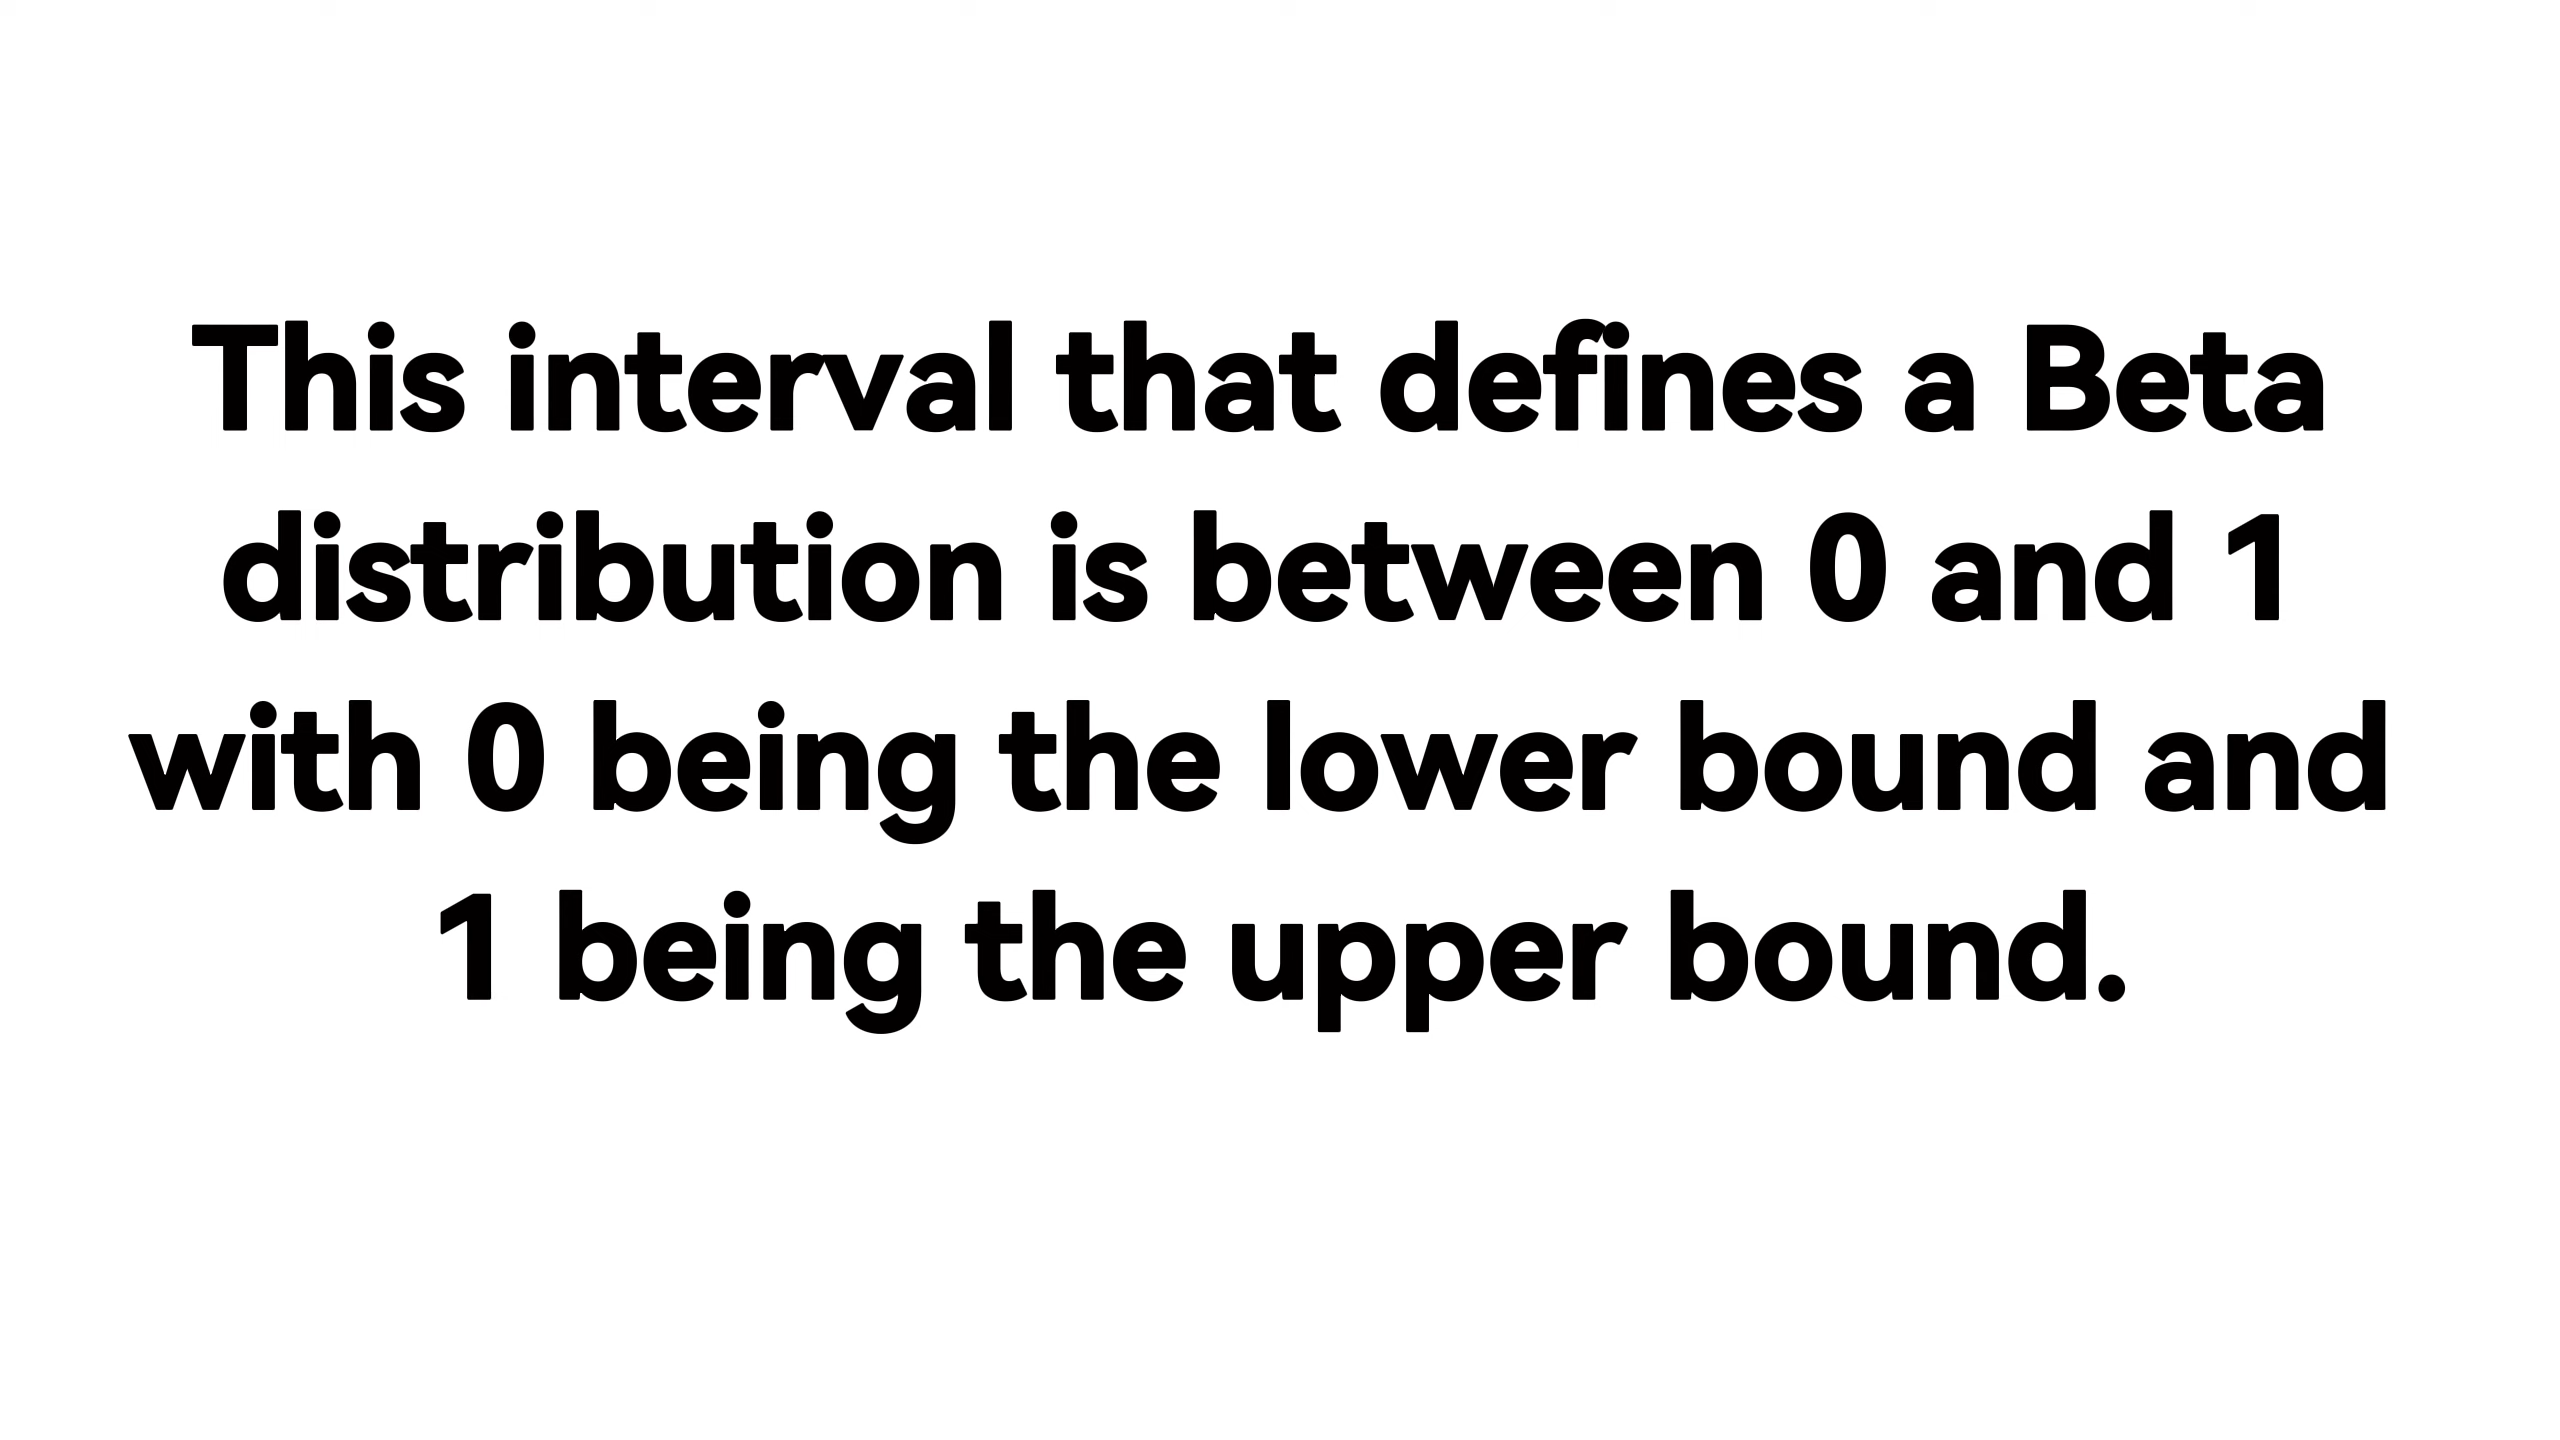 This interval that defines a Beta
distribution is between 0 and 1
with 0 being the lower bound and
1 being the upper bound.